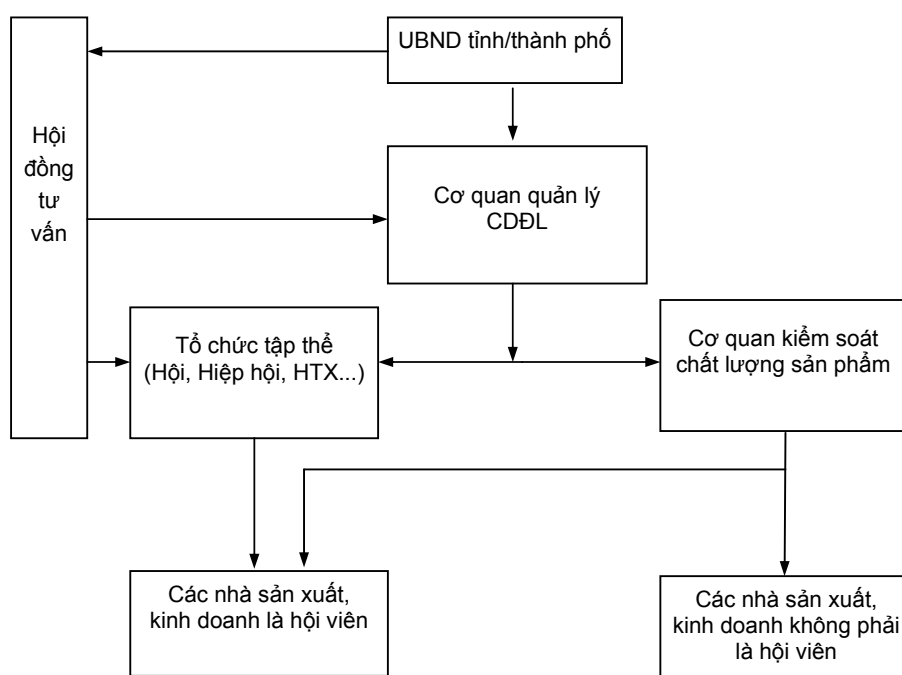 UBND tỉnh/thành phố
Hội
đồng
tư
vấn
Cơ quan quản lý
CDĐL
Tổ chức tập thể
(Hội, Hiệp hội, HTX...)
Cơ quan kiểm soát
chất lượng sản phẩm
Các nhà sản xuất,
kinh doanh là hội viên
Các nhà sản xuất,
kinh doanh không phải
là hội viên